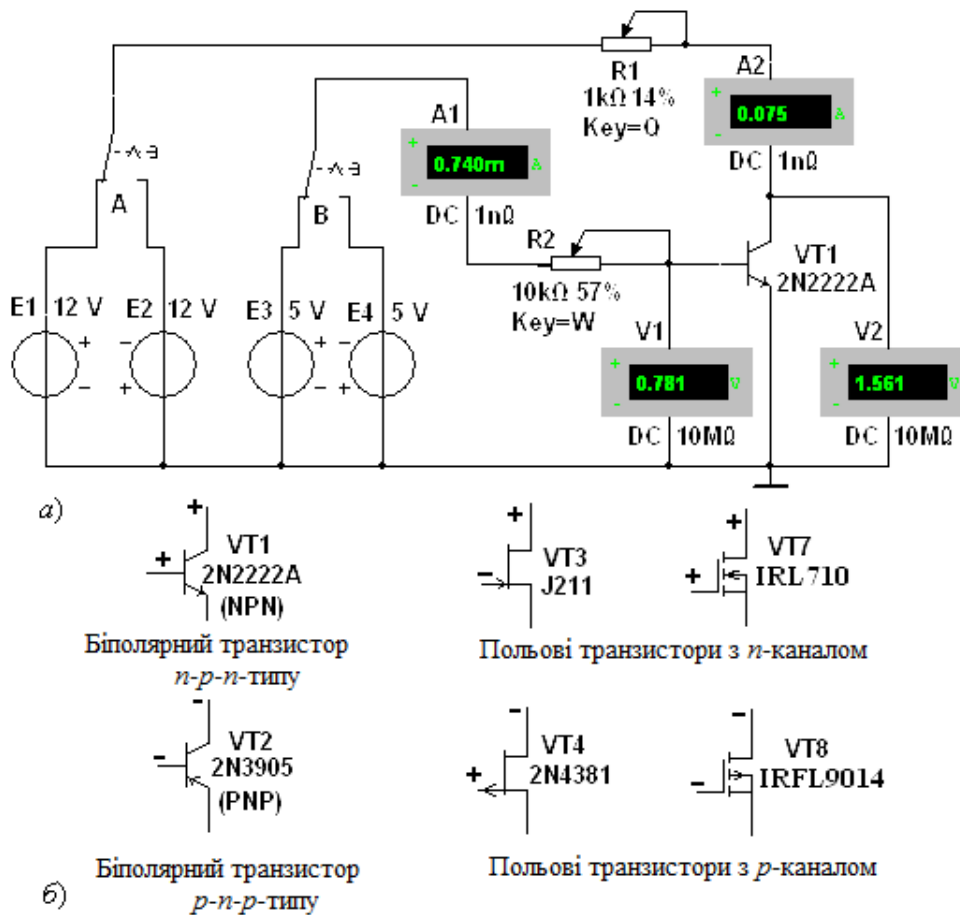 R1
1kΩ 14%
Key=Q
A2
+
0.075 A
-
DC 1nΩ
A1
+
0.740m A
-
DC 1nΩ
A
B
R2
10kΩ 57%
Key=W
VT1
2N2222A
E1 12 V
E2 12 V
E3 5 V
E4 5 V
+ - + -
- + - +
V1
+
0.781 V
-
DC 10MΩ
V2
+
1.561 V
-
DC 10MΩ
а)
+
+
VT1
2N2222A
(NPN)
Біполярний транзистор
n-p-n-типу
+
-
VT3
J211
+
+
VT7
IRL710
Польові транзистори з n-каналом
-
-
VT2
2N3905
(PNP)
Біполярний транзистор
p-n-p-типу
-
+
VT4
2N4381
-
-
VT8
IRFL9014
Польові транзистори з p-каналом
б)